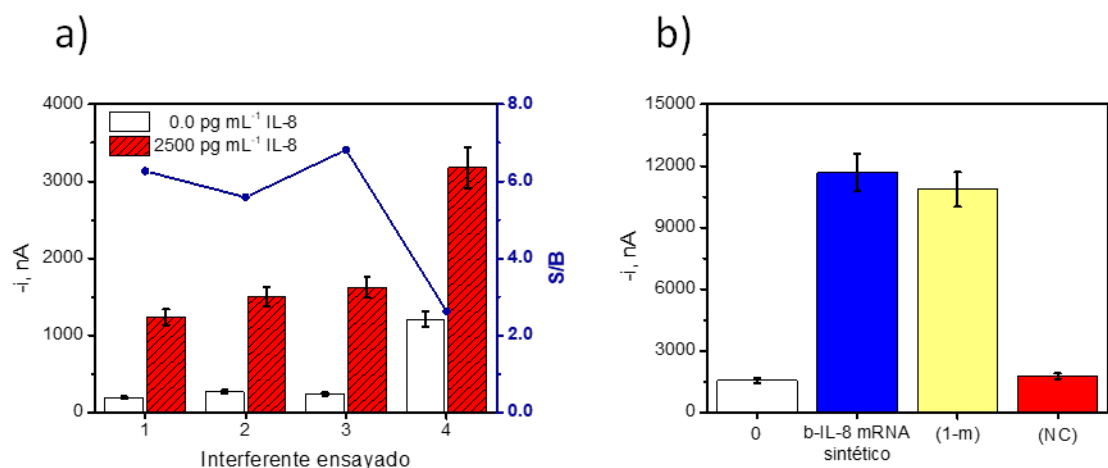 a)
b)
4000
3000
2000
1000
0
-i, nA
0.0 pg mL⁻¹ IL-8
2500 pg mL⁻¹ IL-8
8.0
6.0
4.0
2.0
0.0
S/B
1 2 3 4
Interferente ensayado
15000
12000
9000
6000
3000
0
-i, nA
0 b-IL-8 mRNA (1-m) (NC)
sintético